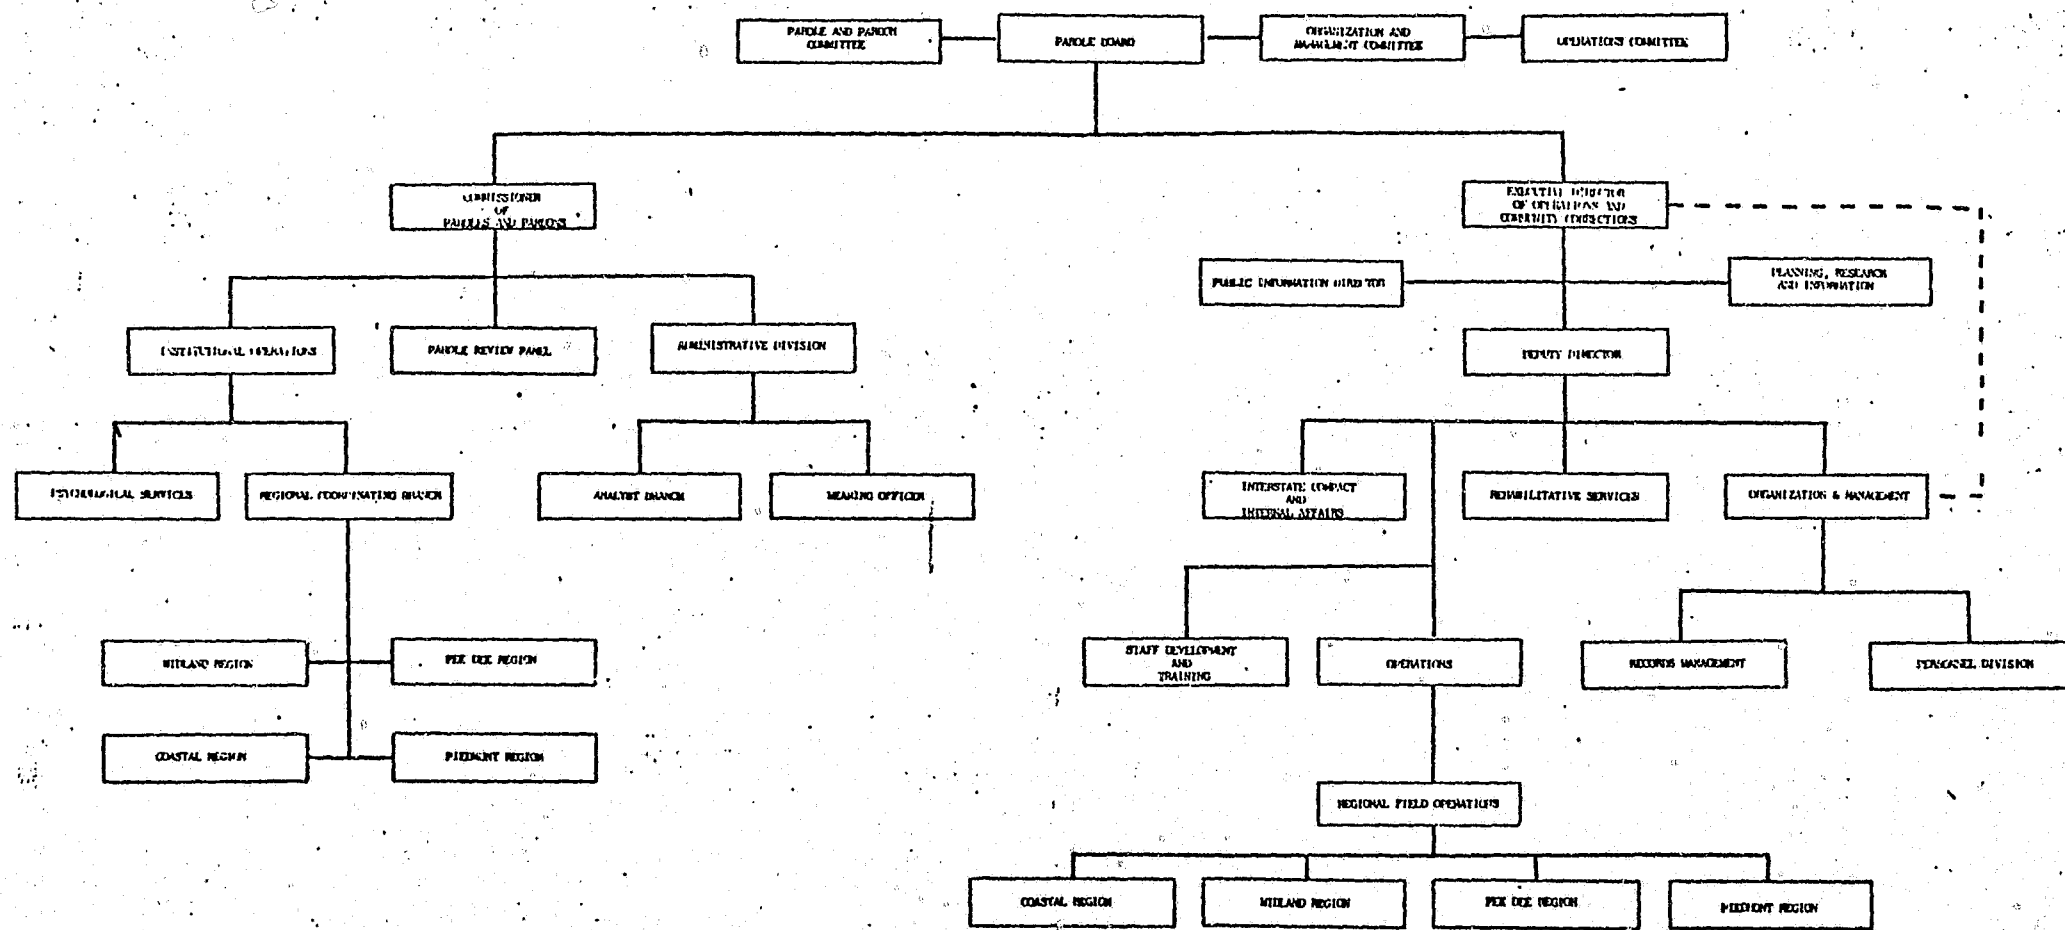 PAROLE AND PARDON
COMMITTEE
PAROLE BOARD
ORGANIZATION AND
MANAGEMENT COMMITTEE
OPERATIONS COMMITTEE
COMMISSIONER
OF
PAROLES AND PARDONS
EXECUTIVE DIRECTOR
OF OPERATIONS AND
COMMUNITY CORRECTIONS
PUBLIC INFORMATION DIRECTOR
PLANNING, RESEARCH
AND INFORMATION
INSTITUTIONAL OPERATIONS
PAROLE REVIEW PANEL
ADMINISTRATIVE DIVISION
DEPUTY DIRECTOR
PSYCHOLOGICAL SERVICES
REGIONAL COORDINATING BRANCH
ANALYST BRANCH
HEARING OFFICER
INTERSTATE COMPACT
AND
INTERNAL AFFAIRS
REHABILITATIVE SERVICES
ORGANIZATION & MANAGEMENT
MIDLAND REGION
PEE DEE REGION
STAFF DEVELOPMENT
AND
TRAINING
OPERATIONS
RECORDS MANAGEMENT
PERSONNEL DIVISION
COASTAL REGION
PIEDMONT REGION
REGIONAL FIELD OPERATIONS
COASTAL REGION
MIDLAND REGION
PEE DEE REGION
PIEDMONT REGION